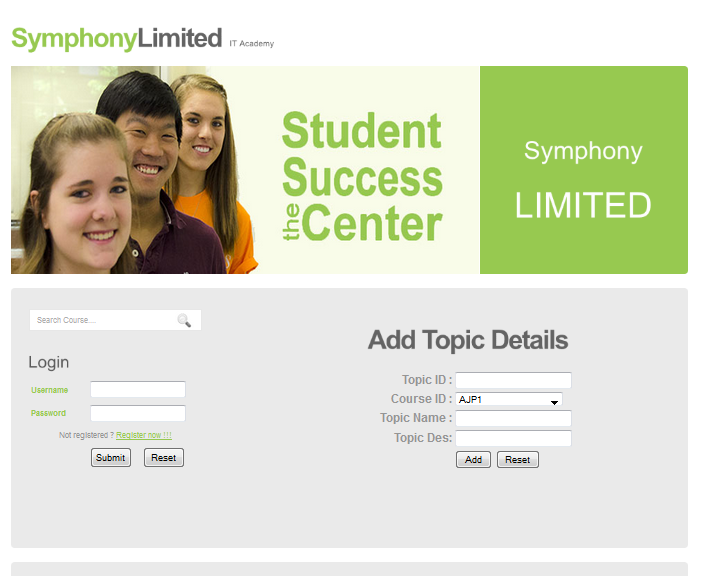 SymphonyLimited IT Academy
Student
Success
the Center
Symphony
LIMITED
Search Course...
Login
Username
Password
Not registered ? Register now !!!
Submit Reset
Add Topic Details
Topic ID :
Course ID : AJP1
Topic Name :
Topic Des:
Add Reset